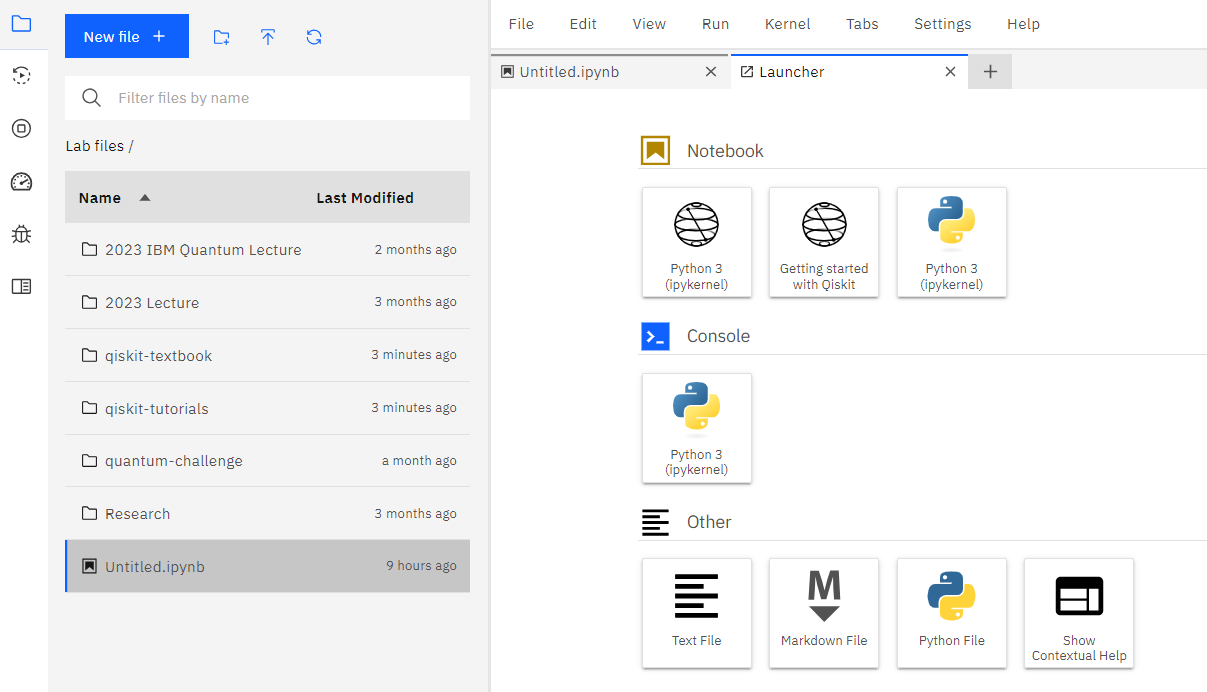 New file +
Filter files by name
Lab files /
Name Last Modified
2023 IBM Quantum Lecture 2 months ago
2023 Lecture 3 months ago
qiskit-textbook 3 minutes ago
qiskit-tutorials 3 minutes ago
quantum-challenge a month ago
Research 3 months ago
Untitled.ipynb 9 hours ago
File Edit View Run Kernel Tabs Settings Help
Untitled.ipynb Launcher
Notebook
Python 3
(ipykernel)
Getting started
with Qiskit
Python 3
(ipykernel)
Console
Python 3
(ipykernel)
Other
Text File
M
Markdown File
Python File
Show
Contextual Help